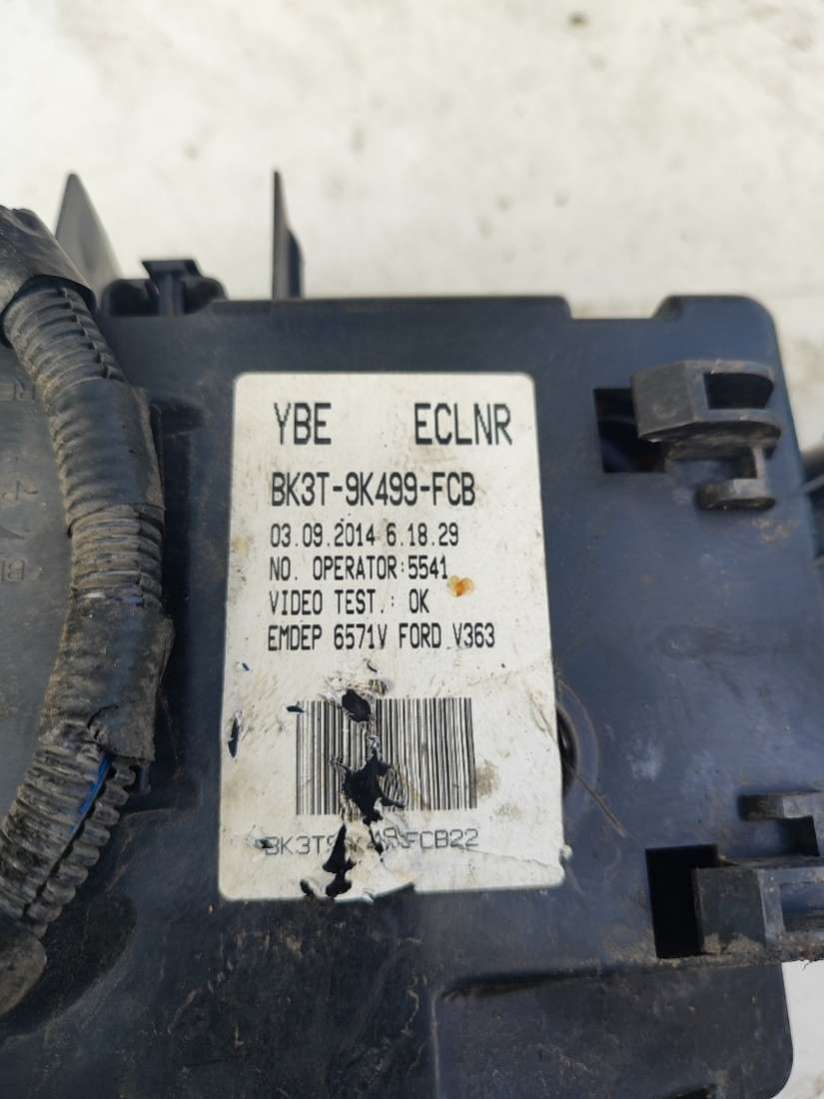 YBE ECLNR
BK3T-9K499-FCB
03.09.2014 6.18.29
NO. OPERATOR:5541
VIDEO TEST.: OK
EMDEP 6571V FORD V363